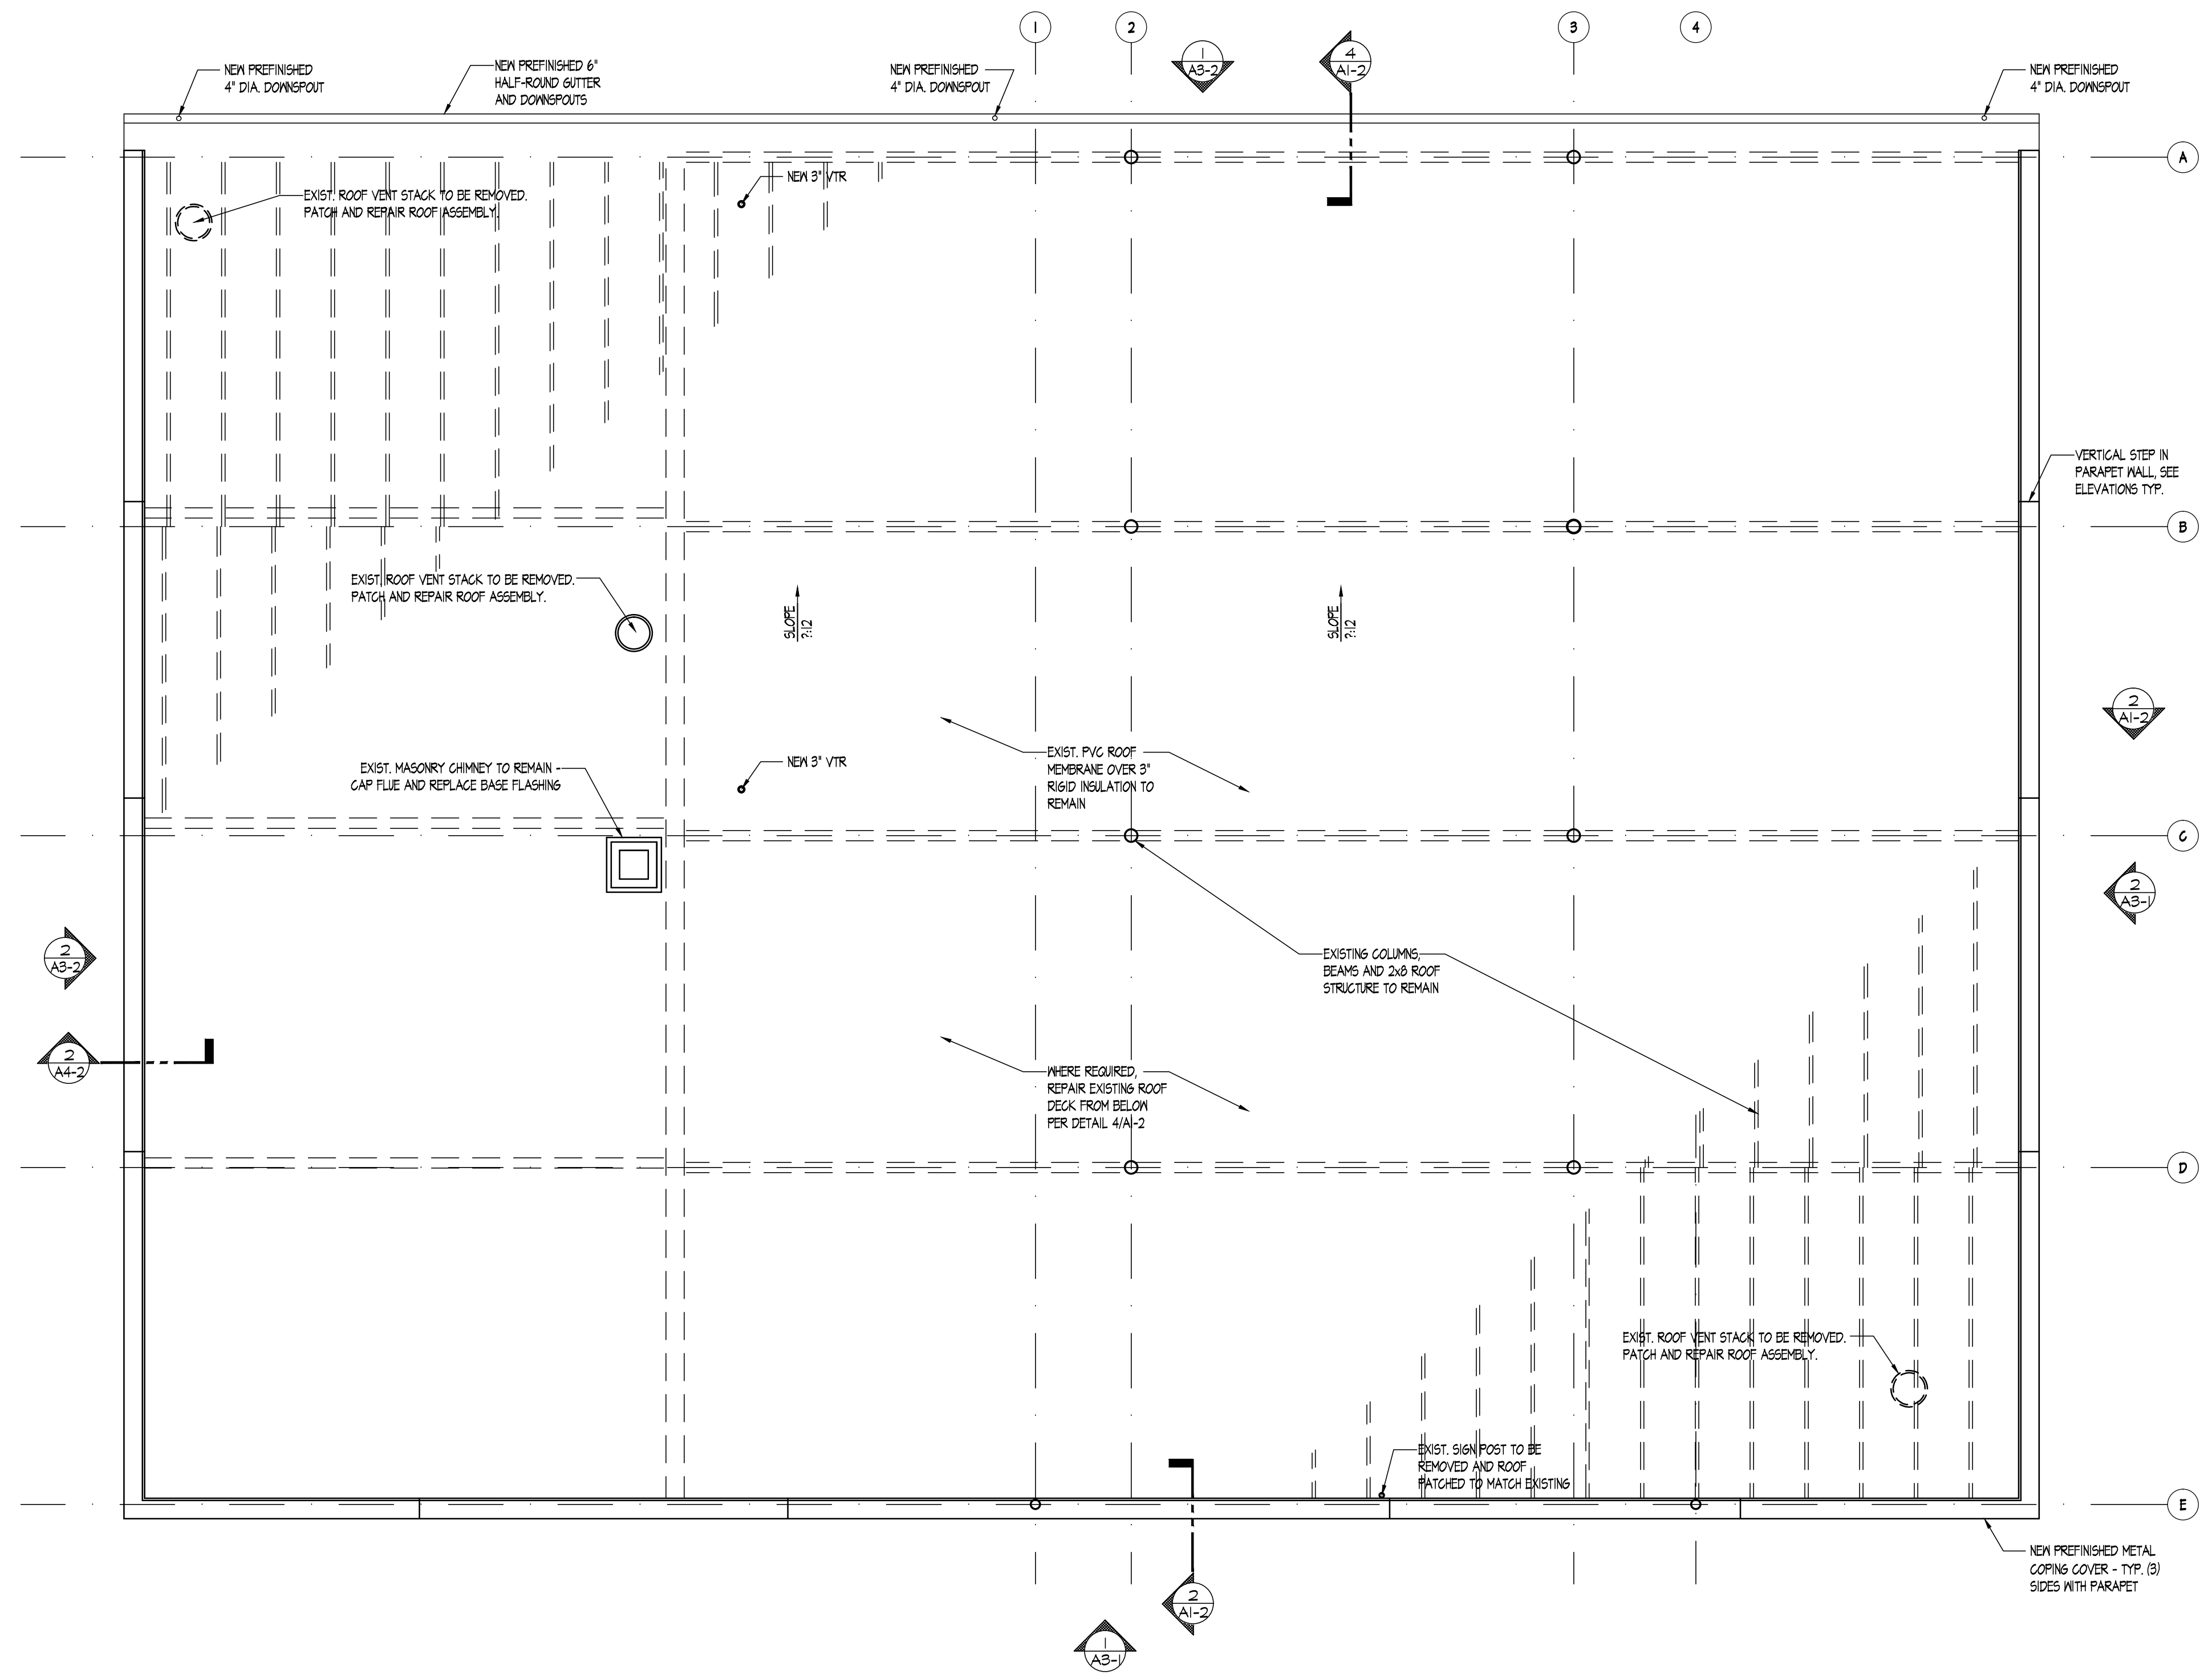 1
2
3
4
1
A3-2
4
A1-2
NEW PREFINISHED
4" DIA. DOWNSPOUT
NEW PREFINISHED 6"
HALF-ROUND GUTTER
AND DOWNSPOUTS
NEW PREFINISHED
4" DIA. DOWNSPOUT
NEW PREFINISHED
4" DIA. DOWNSPOUT
A
NEW 3" VTR
EXIST. ROOF VENT STACK TO BE REMOVED.
PATCH AND REPAIR ROOF ASSEMBLY.
VERTICAL STEP IN
PARAPET WALL, SEE
ELEVATIONS TYP.
B
EXIST. ROOF VENT STACK TO BE REMOVED.
PATCH AND REPAIR ROOF ASSEMBLY.
SLOPE
?:12
SLOPE
?:12
2
A1-2
EXIST. MASONRY CHIMNEY TO REMAIN -
CAP FLUE AND REPLACE BASE FLASHING
NEW 3" VTR
EXIST. PVC ROOF
MEMBRANE OVER 3"
RIGID INSULATION TO
REMAIN
C
2
A3-1
2
A3-2
EXISTING COLUMNS,
BEAMS AND 2x8 ROOF
STRUCTURE TO REMAIN
2
A4-2
WHERE REQUIRED,
REPAIR EXISTING ROOF
DECK FROM BELOW
PER DETAIL 4/A1-2
D
EXIST. ROOF VENT STACK TO BE REMOVED.
PATCH AND REPAIR ROOF ASSEMBLY.
EXIST. SIGN POST TO BE
REMOVED AND ROOF
PATCHED TO MATCH EXISTING
E
NEW PREFINISHED METAL
COPING COVER - TYP. (3)
SIDES WITH PARAPET
2
A1-2
1
A3-1